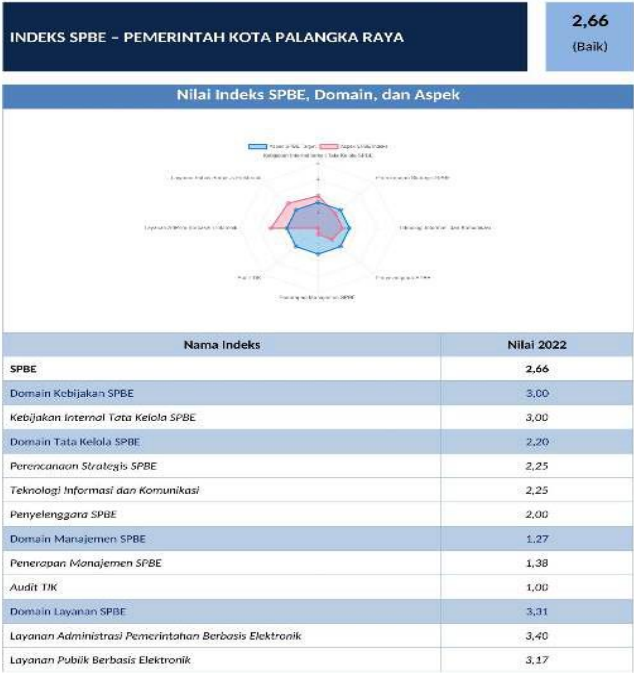 INDEKS SPBE – PEMERINTAH KOTA PALANGKA RAYA
2,66
(Baik)
Nilai Indeks SPBE, Domain, dan Aspek
Penerapan Manajemen SPBE
Nama Indeks Nilai 2022
SPBE 2,66
Domain Kebijakan SPBE 3,00
Kebijakan Internal Tata Kelola SPBE 3,00
Domain Tata Kelola SPBE 2,20
Perencanaan Strategis SPBE 2,25
Teknologi Informasi dan Komunikasi 2,25
Penyelenggara SPBE 2,00
Domain Manajemen SPBE 1,27
Penerapan Manajemen SPBE 1,38
Audit TIK 1,00
Domain Layanan SPBE 3,31
Layanan Administrasi Pemerintahan Berbasis Elektronik 3,40
Layanan Publik Berbasis Elektronik 3,17